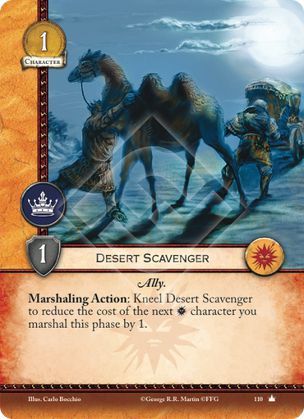 1
CHARACTER
1
DESERT SCAVENGER
Ally.
Marshaling Action: Kneel Desert Scavenger
to reduce the cost of the next character you
marshal this phase by 1.
Illus. Carlo Bocchio ©George R.R. Martin ©FFG 110